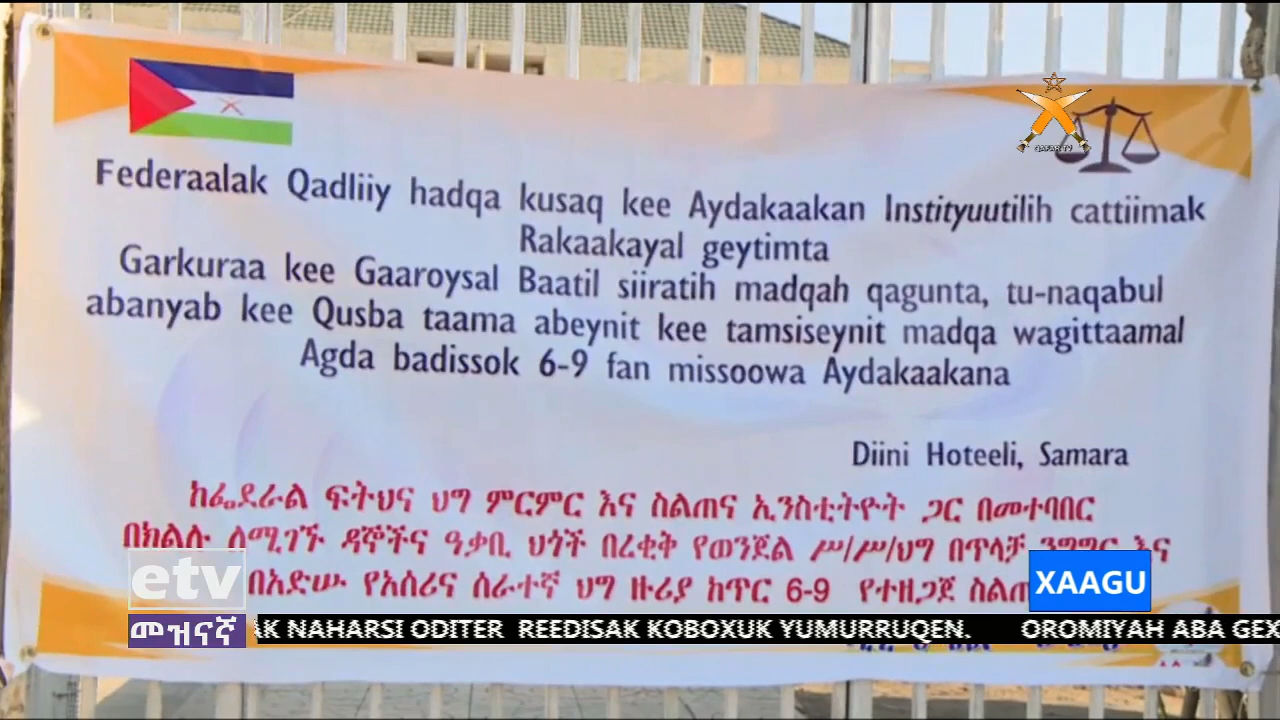 QAFAR TV
Federaalak Qadliiy hadqa kusaq kee Aydakaakan Instityuutilih cattiimak
Rakaakayal geytimta
Garkuraa kee Gaaroysal Baatil siiratih madqah qagunta, tu-naqabul
abanyab kee Qusba taama abeynit kee tamsiseynit madqa wagittaamal
Agda badissok 6-9 fan missoowa Aydakaakana
Diini Hoteeli, Samara
ከፌደራል ፍትህና ህግ ምርምር እና ስልጠና ኢንስቲትዮት ጋር በመተባበር
በክልሉ ለሚገኙ ዳኞችና ዓቃቢ ህጎች በረቂቅ የወንጀል ሥ/ሥ/ህግ በጥላቻ ንግግር እና
በአድሡ የአሰሪና ሰራተኛ ህግ ዙሪያ ከጥር 6-9 የተዘጋጀ
etv
መዝናኛ
XAAGU
NAHARSI ODITER REEDISAK KOBOXUK YUMURRUQEN. OROMIYAH ABA